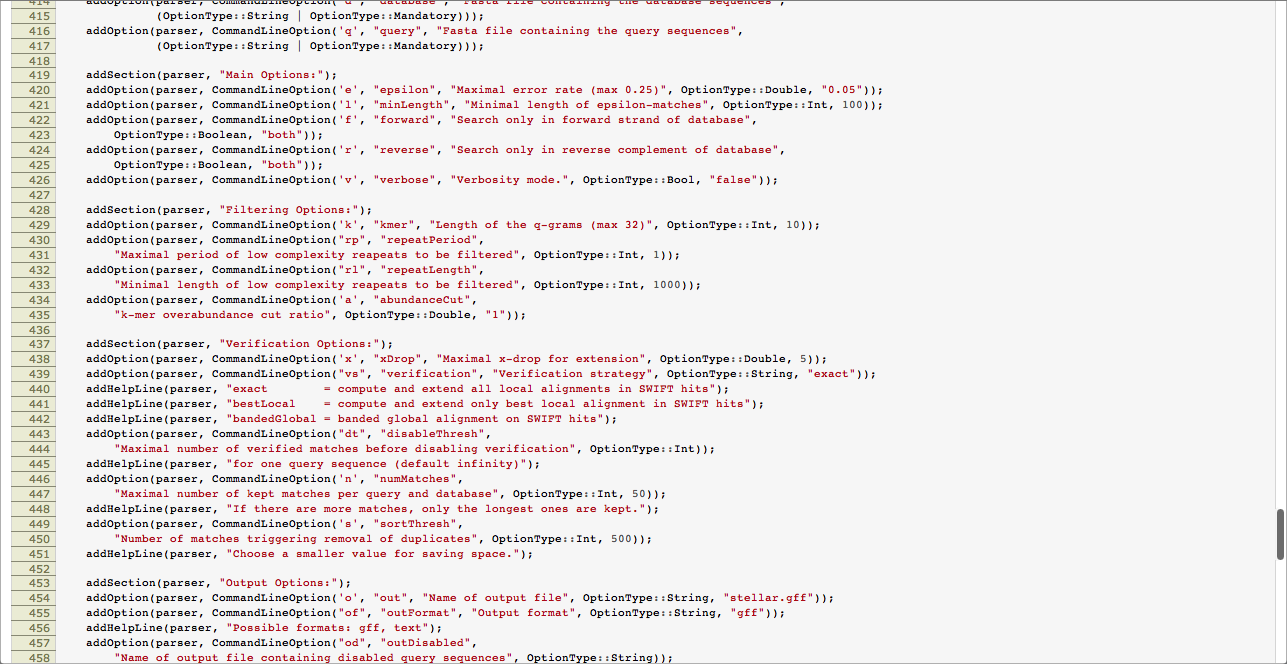 414    addOption(parser, CommandLineOption('d', "database", "Fasta file containing the database sequences",
415              (OptionType::String | OptionType::Mandatory)));
416    addOption(parser, CommandLineOption('q', "query", "Fasta file containing the query sequences",
417              (OptionType::String | OptionType::Mandatory)));
418
419    addSection(parser, "Main Options:");
420    addOption(parser, CommandLineOption('e', "epsilon", "Maximal error rate (max 0.25)", OptionType::Double, "0.05"));
421    addOption(parser, CommandLineOption('l', "minLength", "Minimal length of epsilon-matches", OptionType::Int, 100));
422    addOption(parser, CommandLineOption('f', "forward", "Search only in forward strand of database",
423        OptionType::Boolean, "both"));
424    addOption(parser, CommandLineOption('r', "reverse", "Search only in reverse complement of database",
425        OptionType::Boolean, "both"));
426    addOption(parser, CommandLineOption('v', "verbose", "Verbosity mode.", OptionType::Bool, "false"));
427
428    addSection(parser, "Filtering Options:");
429    addOption(parser, CommandLineOption('k', "kmer", "Length of the q-grams (max 32)", OptionType::Int, 10));
430    addOption(parser, CommandLineOption("rp", "repeatPeriod",
431        "Maximal period of low complexity reapeats to be filtered", OptionType::Int, 1));
432    addOption(parser, CommandLineOption("rl", "repeatLength",
433        "Minimal length of low complexity reapeats to be filtered", OptionType::Int, 1000));
434    addOption(parser, CommandLineOption('a', "abundanceCut",
435        "k-mer overabundance cut ratio", OptionType::Double, "1"));
436
437    addSection(parser, "Verification Options:");
438    addOption(parser, CommandLineOption('x', "xDrop", "Maximal x-drop for extension", OptionType::Double, 5));
439    addOption(parser, CommandLineOption("vs", "verification", "Verification strategy", OptionType::String, "exact"));
440    addHelpLine(parser, "exact        = compute and extend all local alignments in SWIFT hits");
441    addHelpLine(parser, "bestLocal    = compute and extend only best local alignment in SWIFT hits");
442    addHelpLine(parser, "bandedGlobal = banded global alignment on SWIFT hits");
443    addOption(parser, CommandLineOption("dt", "disableThresh",
444        "Maximal number of verified matches before disabling verification", OptionType::Int));
445    addHelpLine(parser, "for one query sequence (default infinity)");
446    addOption(parser, CommandLineOption('n', "numMatches",
447        "Maximal number of kept matches per query and database", OptionType::Int, 50));
448    addHelpLine(parser, "If there are more matches, only the longest ones are kept.");
449    addOption(parser, CommandLineOption('s', "sortThresh",
450        "Number of matches triggering removal of duplicates", OptionType::Int, 500));
451    addHelpLine(parser, "Choose a smaller value for saving space.");
452
453    addSection(parser, "Output Options:");
454    addOption(parser, CommandLineOption('o', "out", "Name of output file", OptionType::String, "stellar.gff"));
455    addOption(parser, CommandLineOption("of", "outFormat", "Output format", OptionType::String, "gff"));
456    addHelpLine(parser, "Possible formats: gff, text");
457    addOption(parser, CommandLineOption("od", "outDisabled",
458        "Name of output file containing disabled query sequences", OptionType::String));